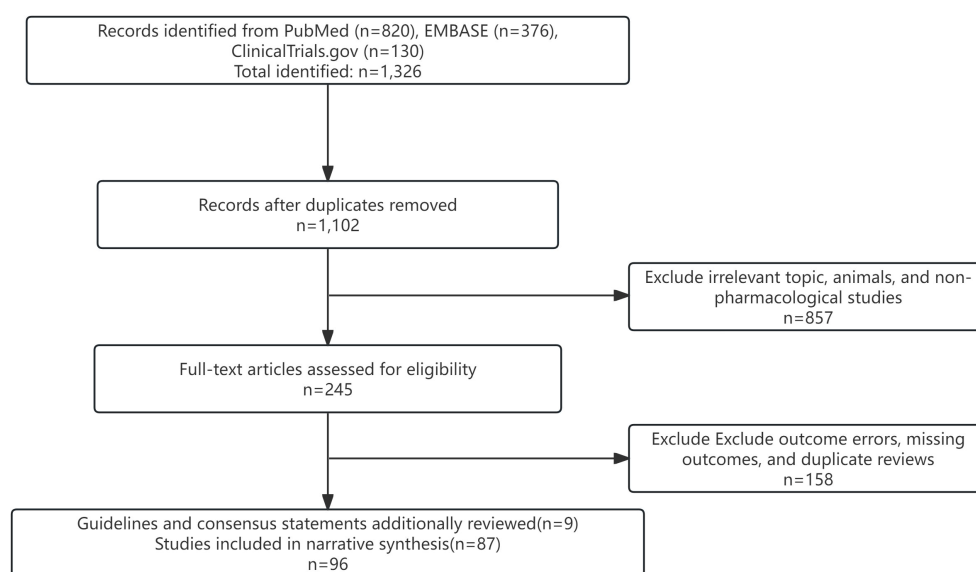 Records identified from PubMed (n=820), EMBASE (n=376),
ClinicalTrials.gov (n=130)
Total identified: n=1,326
Records after duplicates removed
n=1,102
Exclude irrelevant topic, animals, and non-
pharmacological studies
n=857
Full-text articles assessed for eligibility
n=245
Exclude Exclude outcome errors, missing
outcomes, and duplicate reviews
n=158
Guidelines and consensus statements additionally reviewed(n=9)
Studies included in narrative synthesis(n=87)
n=96